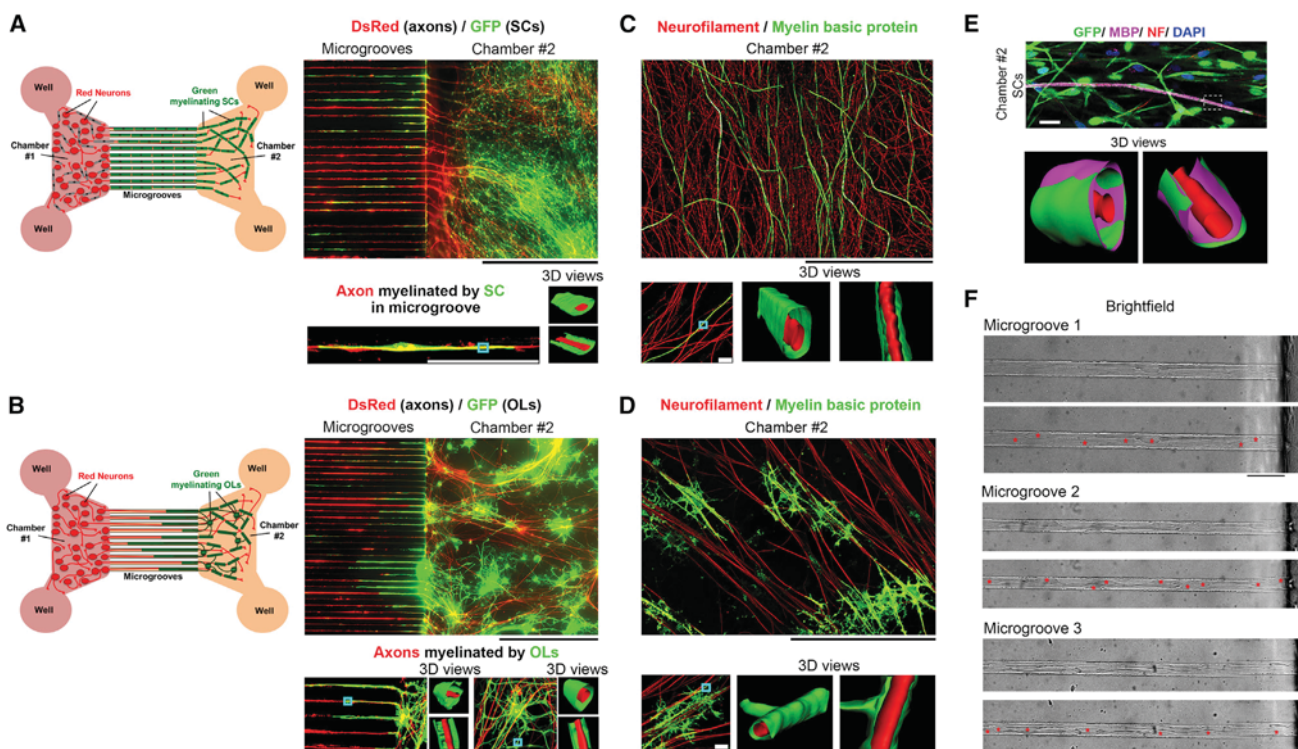 A
DsRed (axons) / GFP (SCs)
Microgrooves
Chamber #2
Well
Well
Red Neurons
Green
myelinating SCs
Chamber
#1
Chamber
#2
Microgrooves
Well
Well
3D views
Axon myelinated by SC
in microgroove
C
Neurofilament / Myelin basic protein
Chamber #2
3D views
E
GFP/ MBP/ NF/ DAPI
Chamber #2
SCs
3D views
B
DsRed (axons) / GFP (OLs)
Microgrooves
Chamber #2
Well
Well
Red Neurons
Green
myelinating OLs
Chamber
#1
Chamber
#2
Microgrooves
Well
Well
Axons myelinated by OLs
3D views
3D views
D
Neurofilament / Myelin basic protein
Chamber #2
3D views
F
Brightfield
Microgroove 1
Microgroove 2
Microgroove 3